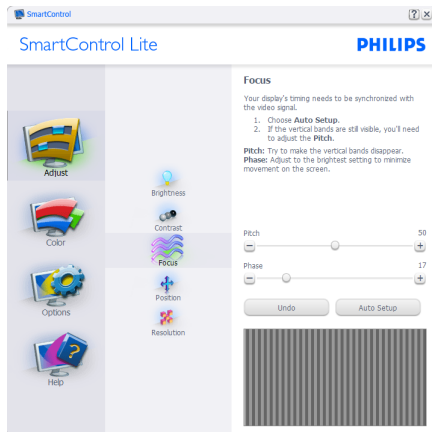 SmartControl
SmartControl Lite
PHILIPS
Adjust
Color
Options
Help
Brightness
Contrast
Focus
Position
Resolution
Focus
Your display's timing needs to be synchronized with
the video signal.
1. Choose Auto Setup.
2. If the vertical bands are still visible, you'll need
to adjust the Pitch.
Pitch: Try to make the vertical bands disappear.
Phase: Adjust to the brightest setting to minimize
movement on the screen.
Pitch 50
Phase 17
Undo Auto Setup